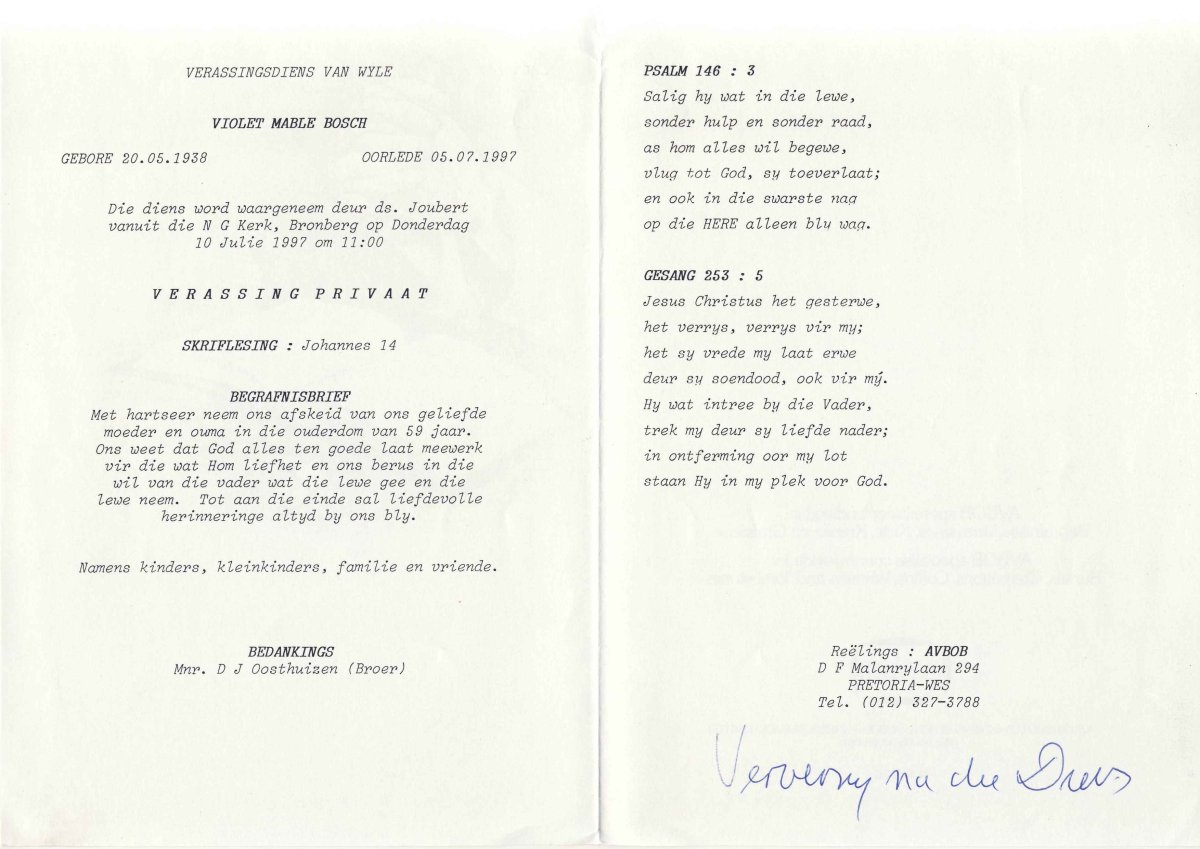 VERASSINGSDIENS VAN WYLE
VIOLET MABLE BOSCH
GEBORE 20.05.1938 OORLEDE 05.07.1997
Die diens word waargeneem deur ds. Joubert
vanuit die N G Kerk, Bronberg op Donderdag
10 Julie 1997 om 11:00
V E R A S S I N G P R I V A A T
SKRIFLESING : Johannes 14
BEGRAFNISBRIEF
Met hartseer neem ons afskeid van ons geliefde
moeder en ouma in die ouderdom van 59 jaar.
Ons weet dat God alles ten goede laat meewerk
vir die wat Hom liefhet en ons berus in die
wil van die vader wat die lewe gee en die
lewe neem. Tot aan die einde sal liefdevolle
herinneringe altyd by ons bly.
Namens kinders, kleinkinders, familie en vriende.
BEDANKINGS
Mnr. D J Oosthuizen (Broer)
PSALM 146 : 3
Salig hy wat in die lewe,
sonder hulp en sonder raad,
as hom alles wil begewe,
vlug tot God, sy toeverlaat;
en ook in die swarste nag
op die HERE alleen bly wag.
GESANG 253 : 5
Jesus Christus het gesterwe,
het verrys, verrys vir my;
het sy vrede my laat erwe
deur sy soendood, ook vir mý.
Hy wat intree by die Vader,
trek my deur sy liefde nader;
in ontferming oor my lot
staan Hy in my plek voor God.
Reëlings : AVBOB
D F Malanrylaan 294
PRETORIA-WES
Tel. (012) 327-3788
na die Diens